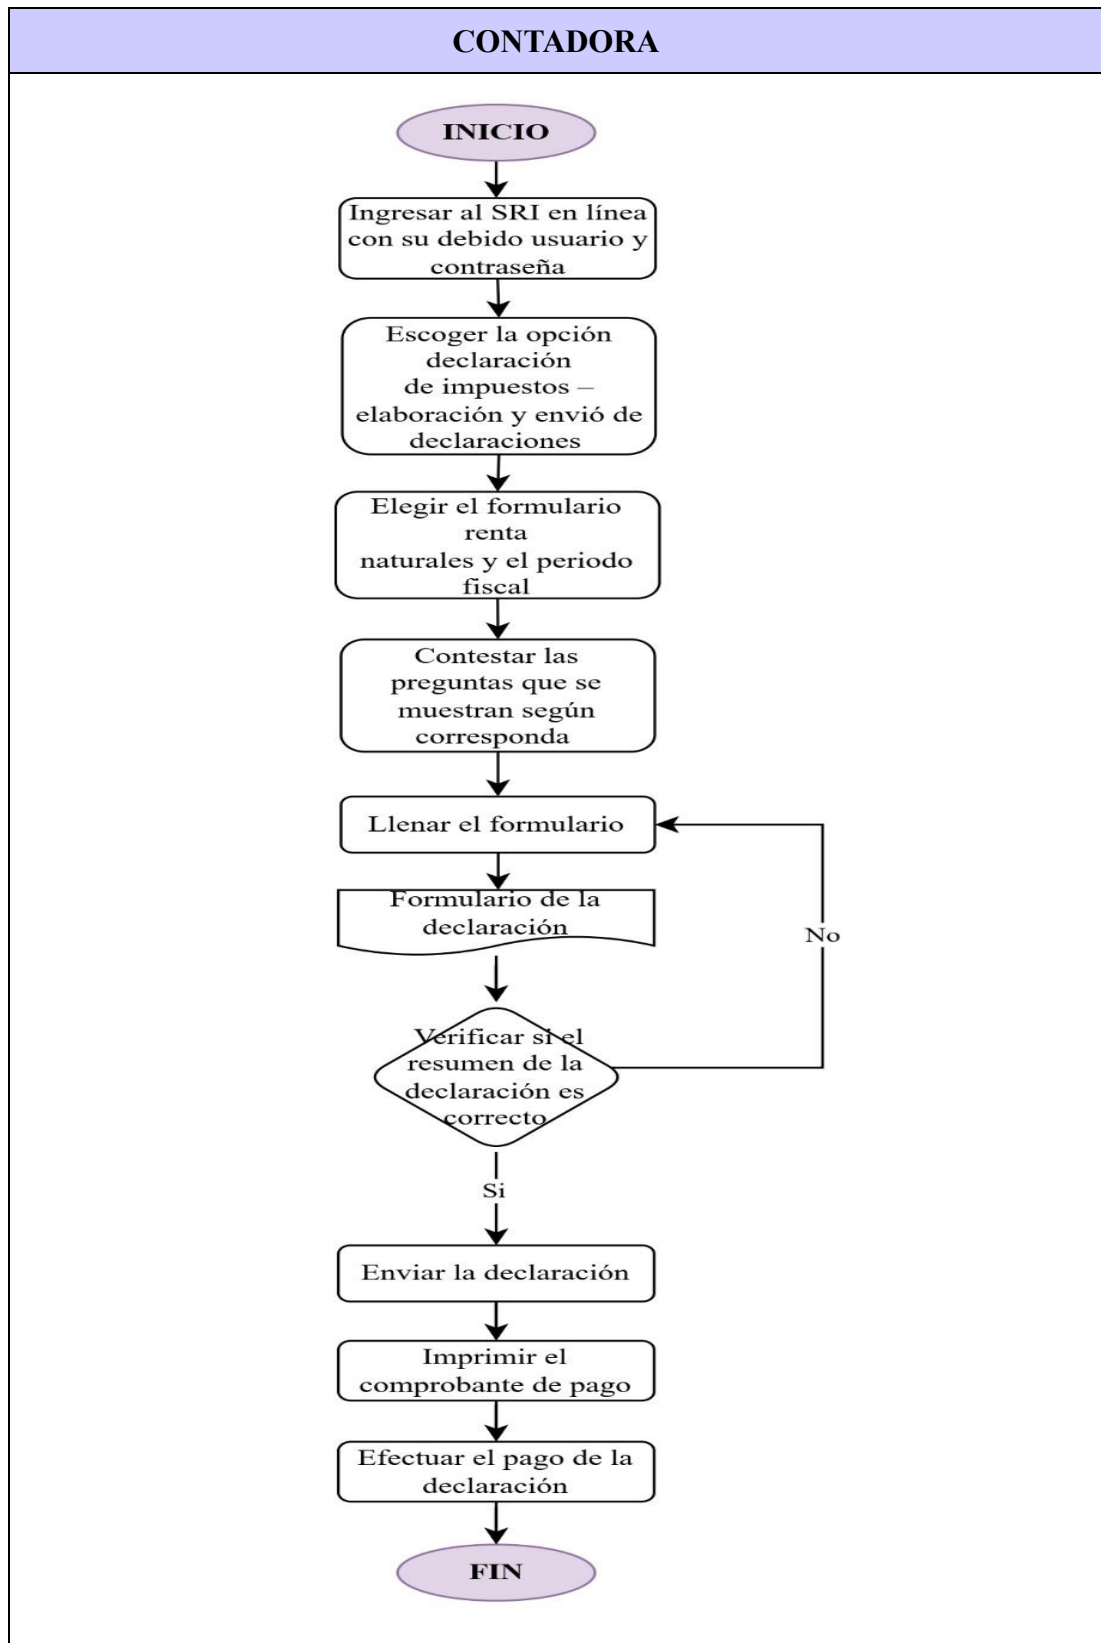 CONTADORA
INICIO
Ingresar al SRI en línea
con su debido usuario y
contraseña
Escoger la opción
declaración
de impuestos –
elaboración y envió de
declaraciones
Elegir el formulario
renta
naturales y el periodo
fiscal
Contestar las
preguntas que se
muestran según
corresponda
Llenar el formulario
Formulario de la
declaración
No
Verificar si el
resumen de la
declaración es
correcto
Si
Enviar la declaración
Imprimir el
comprobante de pago
Efectuar el pago de la
declaración
FIN